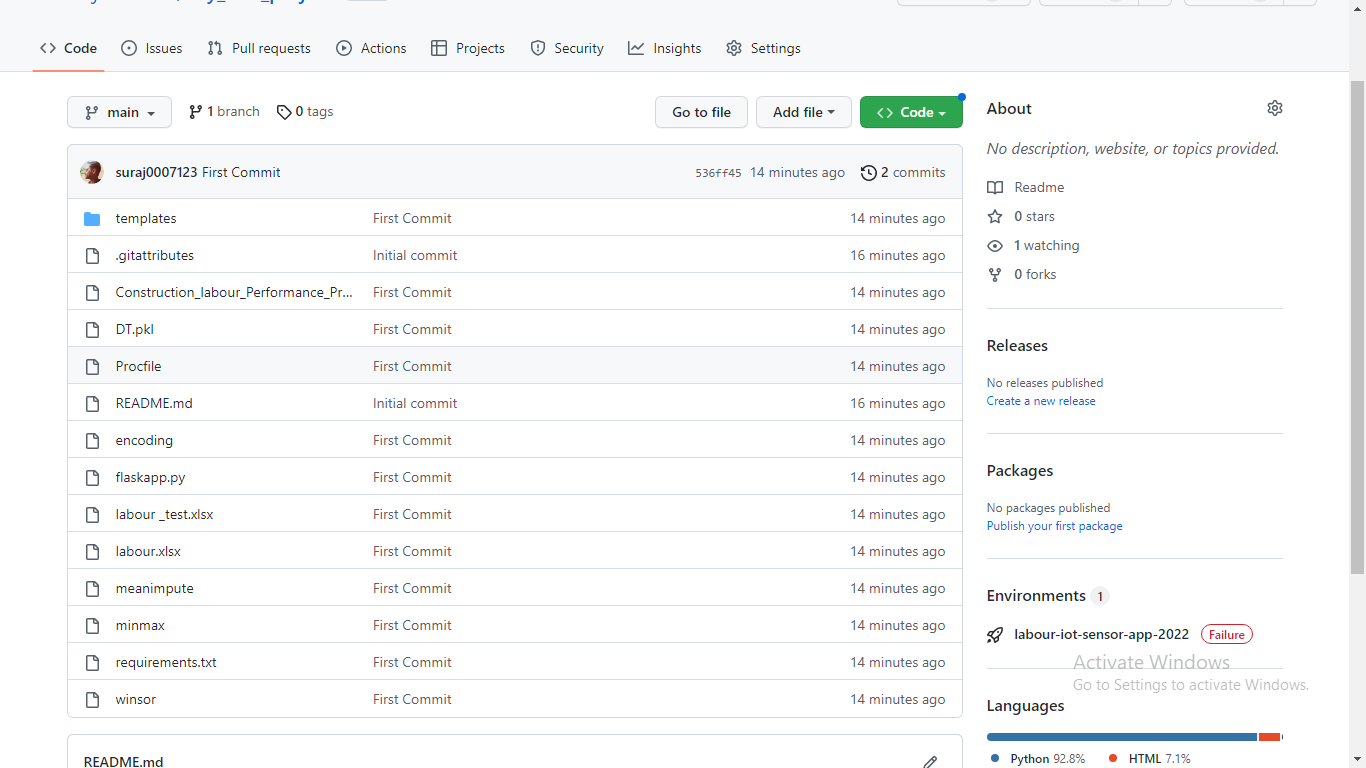 Code Issues Pull requests Actions Projects Security Insights Settings
main 1 branch 0 tags Go to file Add file Code
suraj0007123 First Commit 536ff45 14 minutes ago 2 commits
templates First Commit 14 minutes ago
.gitattributes Initial commit 16 minutes ago
Construction_labour_Performance_Pr... First Commit 14 minutes ago
DT.pkl First Commit 14 minutes ago
Procfile First Commit 14 minutes ago
README.md Initial commit 16 minutes ago
encoding First Commit 14 minutes ago
flaskapp.py First Commit 14 minutes ago
labour _test.xlsx First Commit 14 minutes ago
labour.xlsx First Commit 14 minutes ago
meanimpute First Commit 14 minutes ago
minmax First Commit 14 minutes ago
requirements.txt First Commit 14 minutes ago
winsor First Commit 14 minutes ago
README.md
About
No description, website, or topics provided.
Readme
0 stars
1 watching
0 forks
Releases
No releases published
Create a new release
Packages
No packages published
Publish your first package
Environments 1
labour-iot-sensor-app-2022 Failure
Activate Windows
Go to Settings to activate Windows.
Languages
Python 92.8% HTML 7.1%